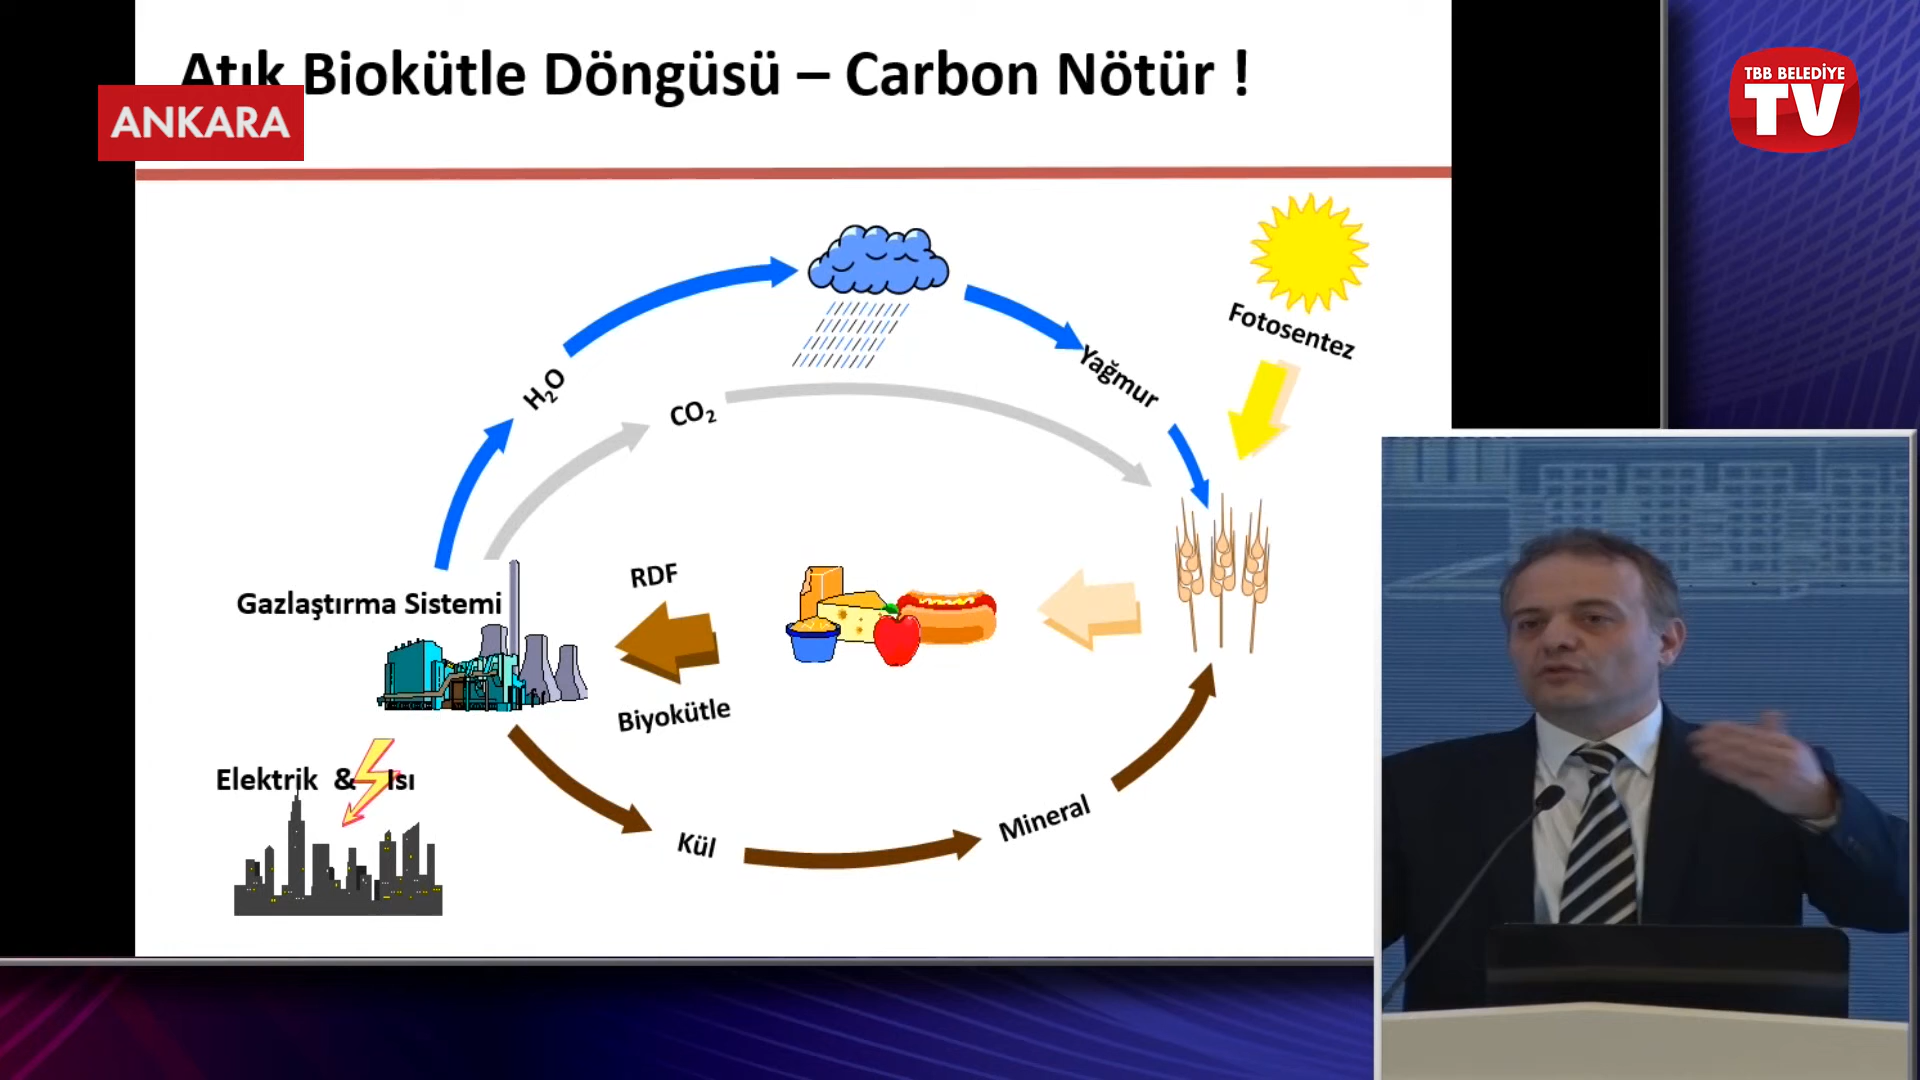 Atık Biokütle Döngüsü – Carbon Nötür !
ANKARA
TBB BELEDİYE
TV
Fotosentez
Yağmur
H₂O
CO₂
RDF
Gazlaştırma Sistemi
Biyokütle
Elektrik & Isı
Kül
Mineral